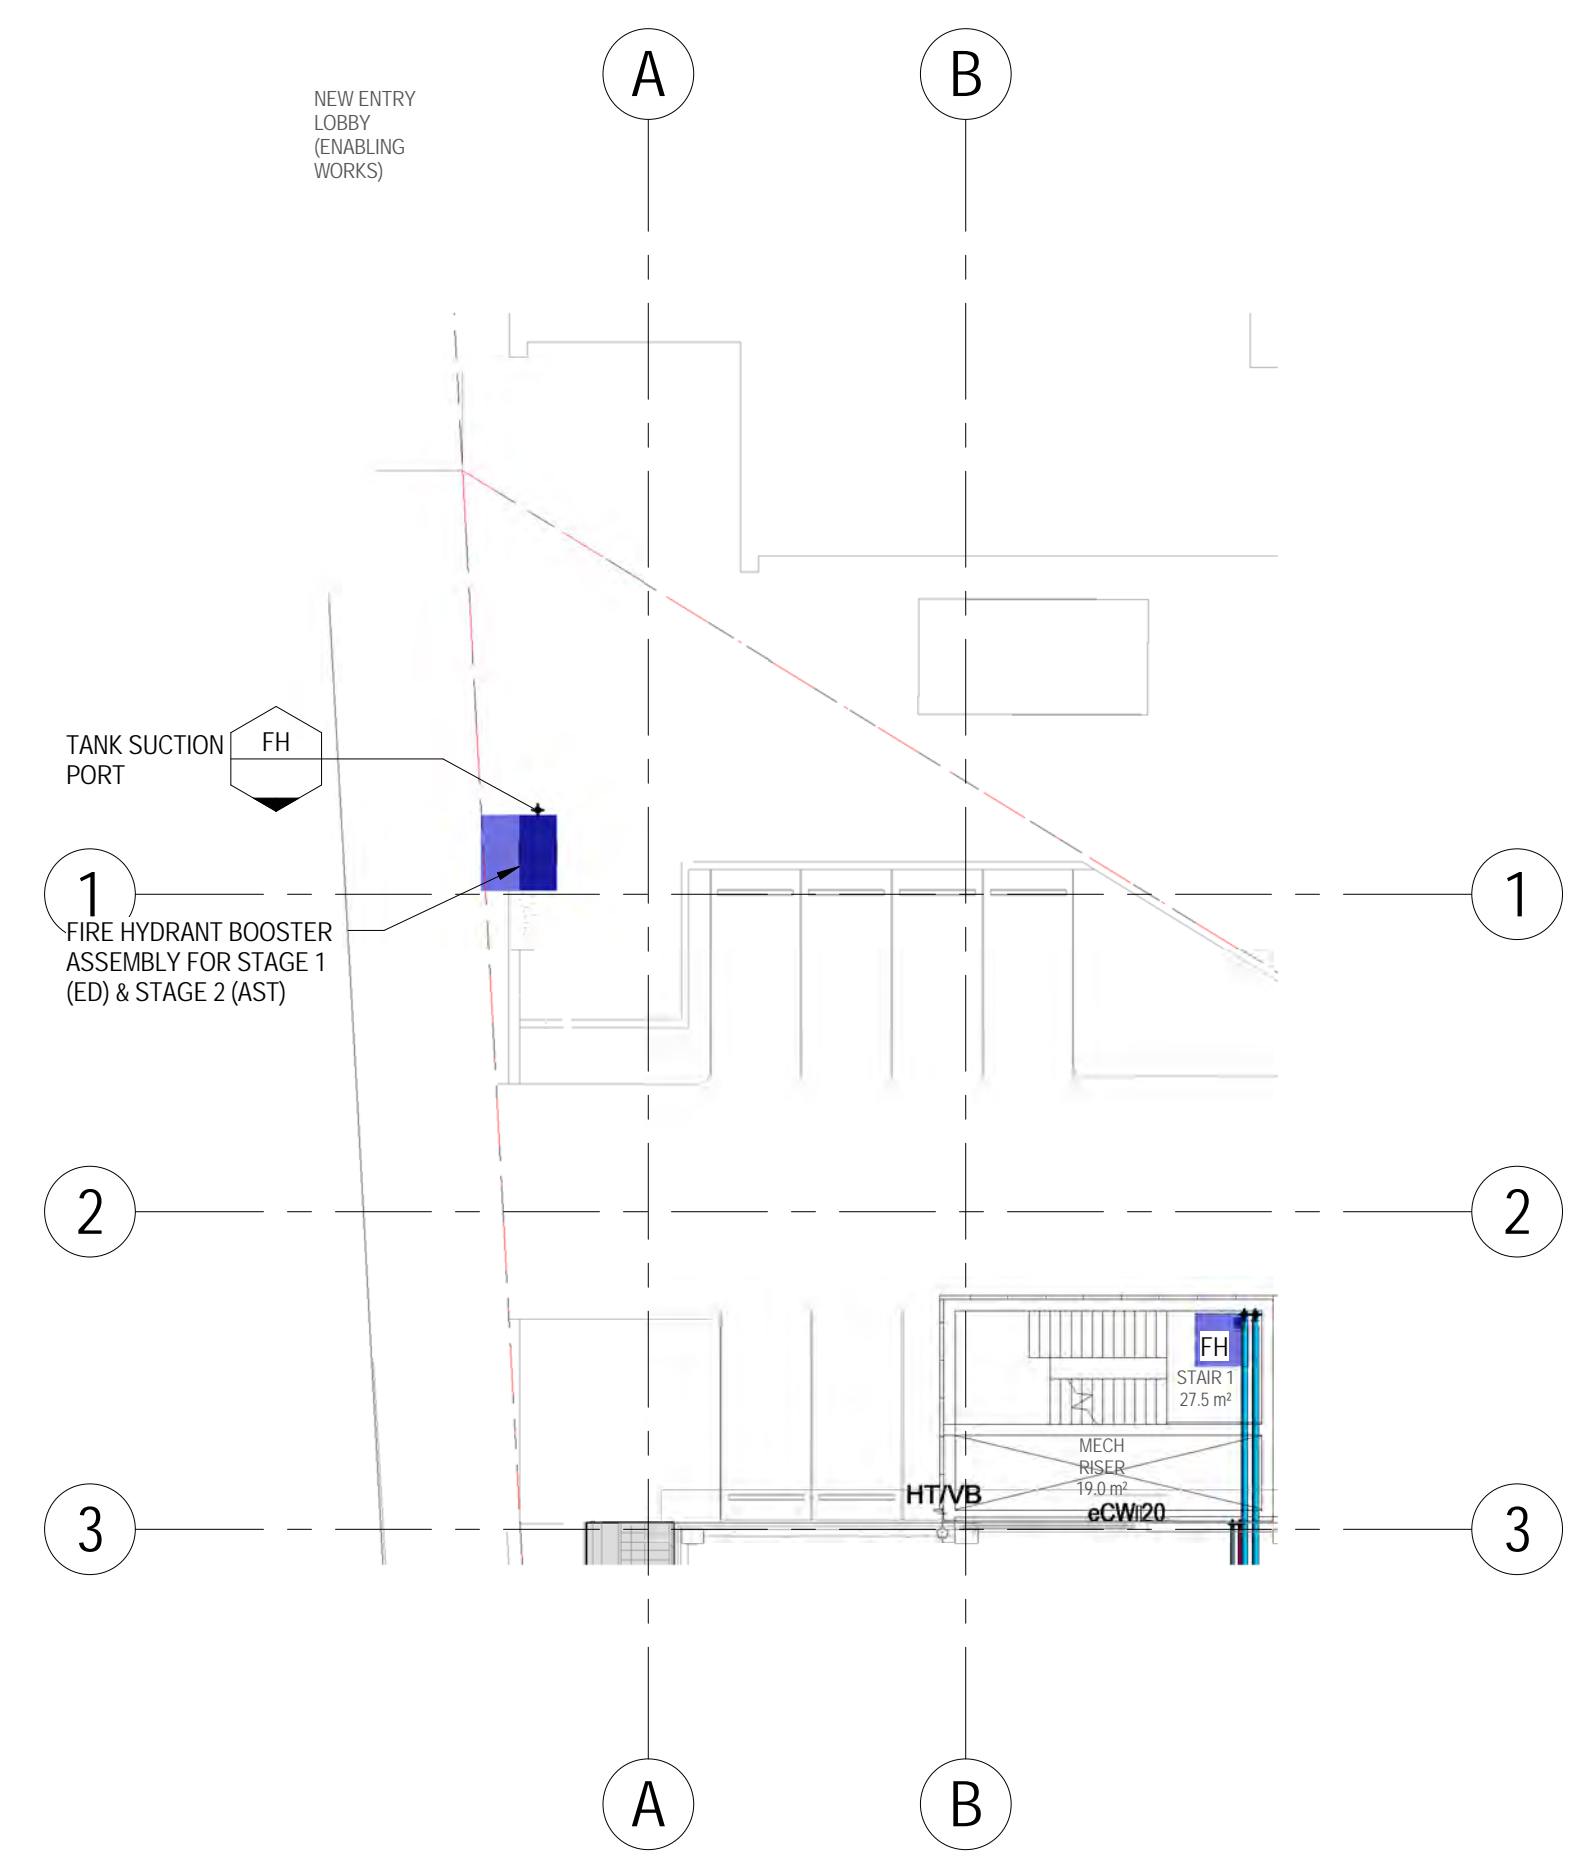 A
B
NEW ENTRY
LOBBY
(ENABLING
WORKS)
TANK SUCTION
PORT
FH
1
1
FIRE HYDRANT BOOSTER
ASSEMBLY FOR STAGE 1
(ED) & STAGE 2 (AST)
2
2
FH
STAIR 1
27.5 m²
MECH
RISER
19.0 m²
HT/VB
3
3
A
B